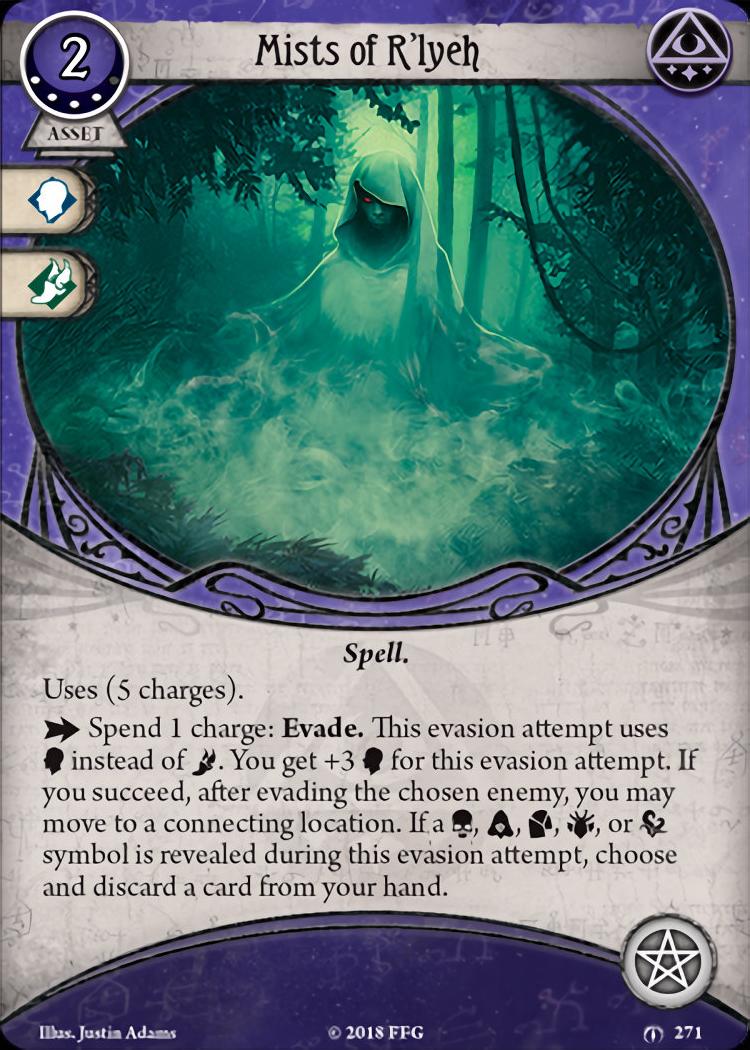 2
Mists of R'lyeh
ASSET
Spell.
Uses (5 charges).
Spend 1 charge: Evade. This evasion attempt uses
instead of . You get +3 for this evasion attempt. If
you succeed, after evading the chosen enemy, you may
move to a connecting location. If a , , , , or
symbol is revealed during this evasion attempt, choose
and discard a card from your hand.
Illus. Justin Adams
© 2018 FFG
271